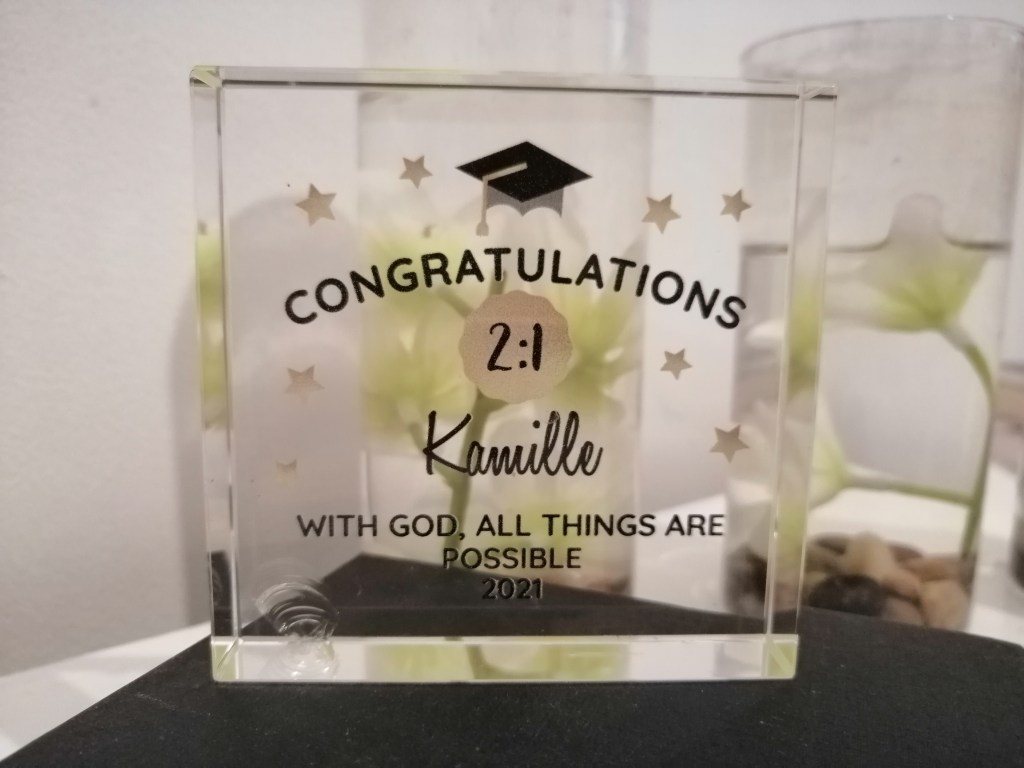 CONGRATULATIONS
2:1
Kamille
WITH GOD, ALL THINGS ARE
POSSIBLE
2021